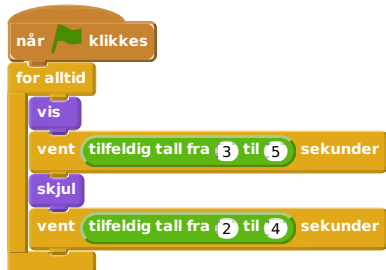 når klikkes
for alltid
vis
vent tilfeldig tall fra 3 til 5 sekunder
skjul
vent tilfeldig tall fra 2 til 4 sekunder